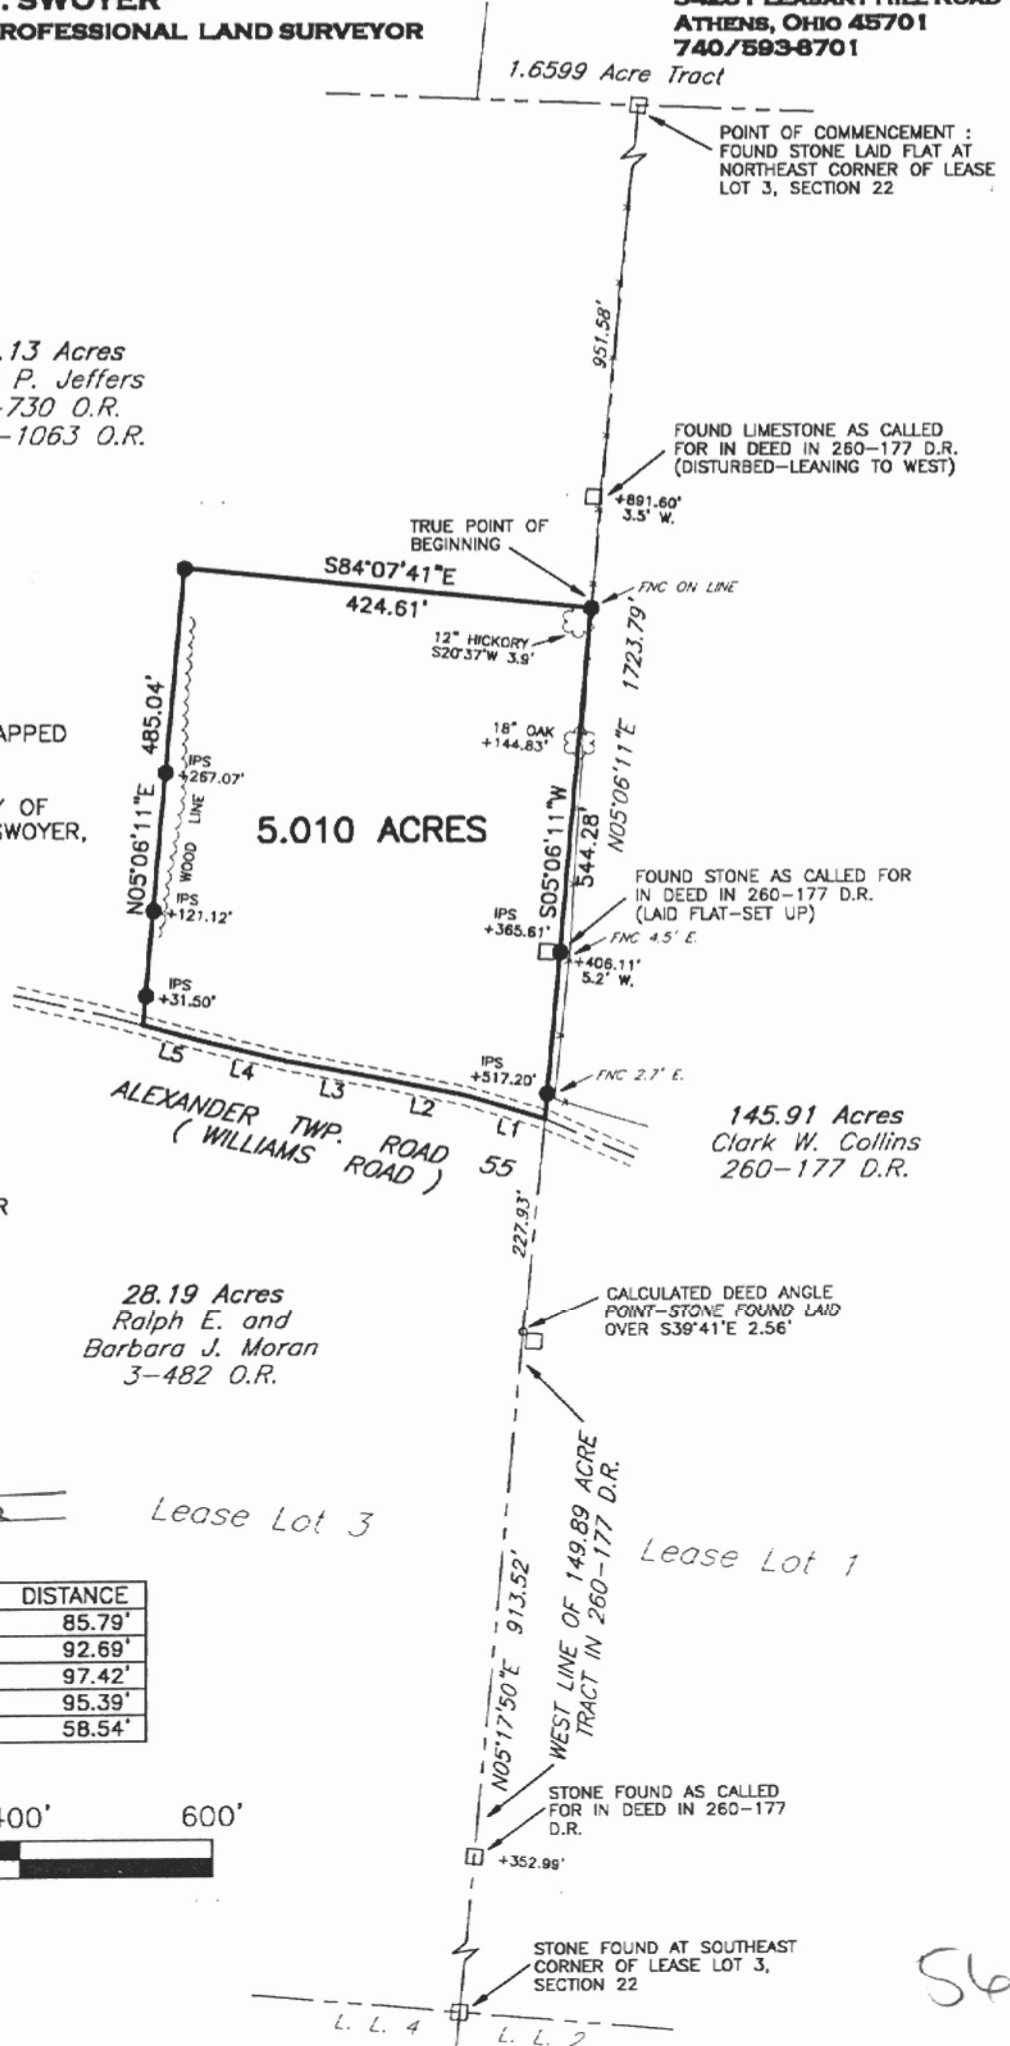 . SWOYER
ROFESSIONAL LAND SURVEYOR
PLEASANT HILL ROAD
ATHENS, OHIO 45701
740/593-8701
1.6599 Acre Tract
POINT OF COMMENCEMENT :
FOUND STONE LAID FLAT AT
NORTHEAST CORNER OF LEASE
LOT 3, SECTION 22
951.58'
.13 Acres
P. Jeffers
-730 O.R.
-1063 O.R.
FOUND LIMESTONE AS CALLED
FOR IN DEED IN 260-177 D.R.
(DISTURBED-LEANING TO WEST)
+891.60'
3.5' W.
TRUE POINT OF
BEGINNING
S84°07'41"E
424.61'
FNC ON LINE
12" HICKORY
S20°37'W 3.9'
N05°06'11"E 1723.79'
18" OAK
+144.83'
N05°06'11"E 485.04'
APPED
Y OF
SWOYER,
IPS
+267.07'
WOOD LINE
5.010 ACRES
S05°06'11"W
544.28'
IPS
+121.12'
FOUND STONE AS CALLED FOR
IN DEED IN 260-177 D.R.
(LAID FLAT-SET UP)
IPS
+365.61'
FNC 4.5' E.
+406.11'
5.2' W.
IPS
+31.50'
IPS
+517.20'
FNC 2.7' E.
L5
L4
L3
L2
L1
ALEXANDER TWP. ROAD 55
( WILLIAMS ROAD )
145.91 Acres
Clark W. Collins
260-177 D.R.
R
227.93'
28.19 Acres
Ralph E. and
Barbara J. Moran
3-482 O.R.
CALCULATED DEED ANGLE
POINT-STONE FOUND LAID
OVER S39°41'E 2.56'
WEST LINE OF 149.89 ACRE
TRACT IN 260-177 D.R.
Lease Lot 3
Lease Lot 1
N05°17'50"E 913.52'
DISTANCE
85.79'
92.69'
97.42'
95.39'
58.54'
400'
600'
STONE FOUND AS CALLED
FOR IN DEED IN 260-177
D.R.
+352.99'
STONE FOUND AT SOUTHEAST
CORNER OF LEASE LOT 3,
SECTION 22
L. L. 4
L. L. 2
56